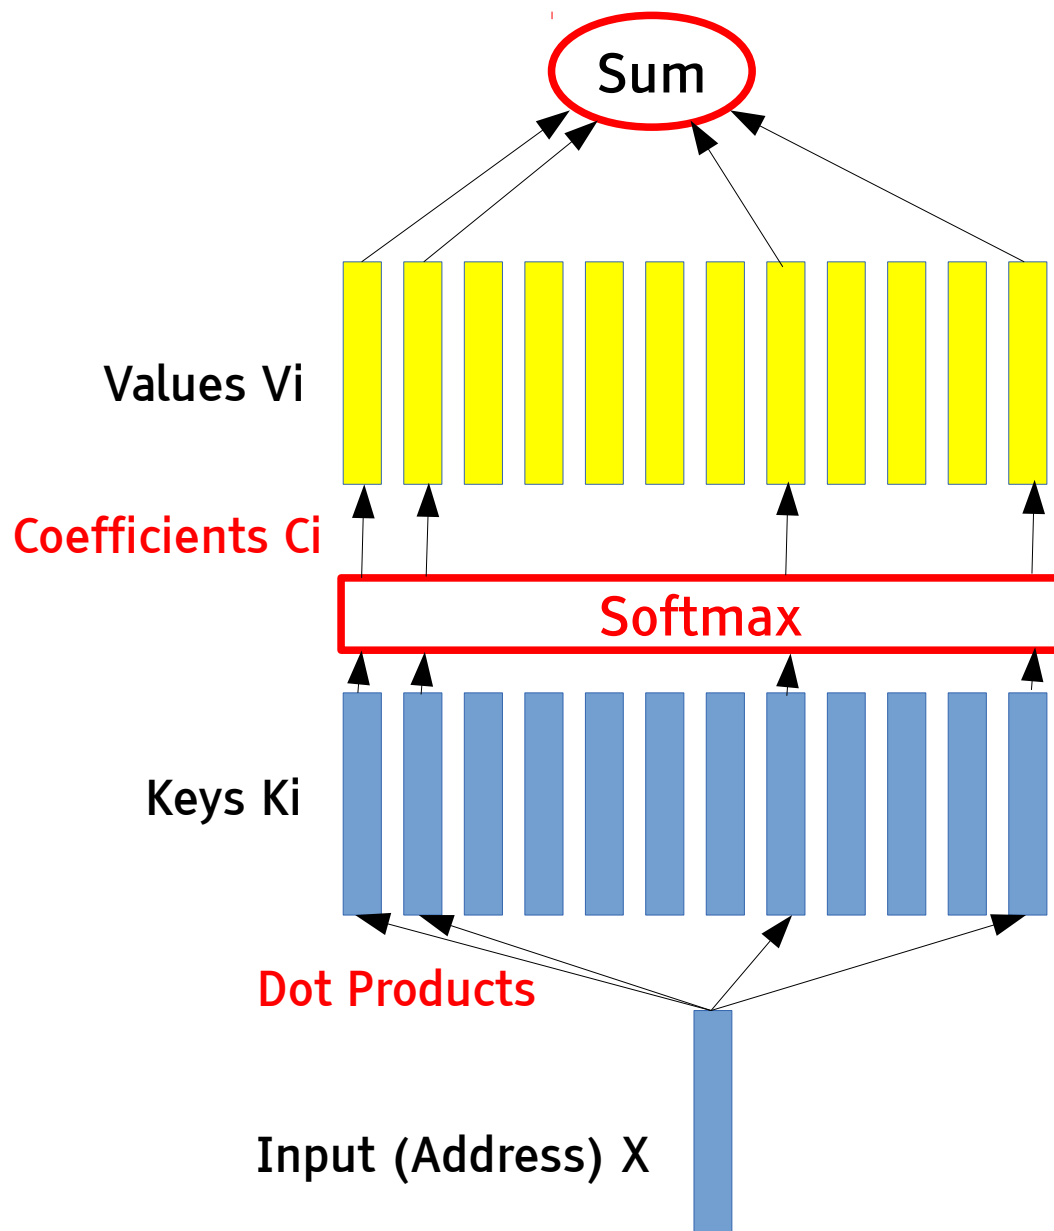 Sum
Values Vi
Coefficients Ci
Softmax
Keys Ki
Dot Products
Input (Address) X